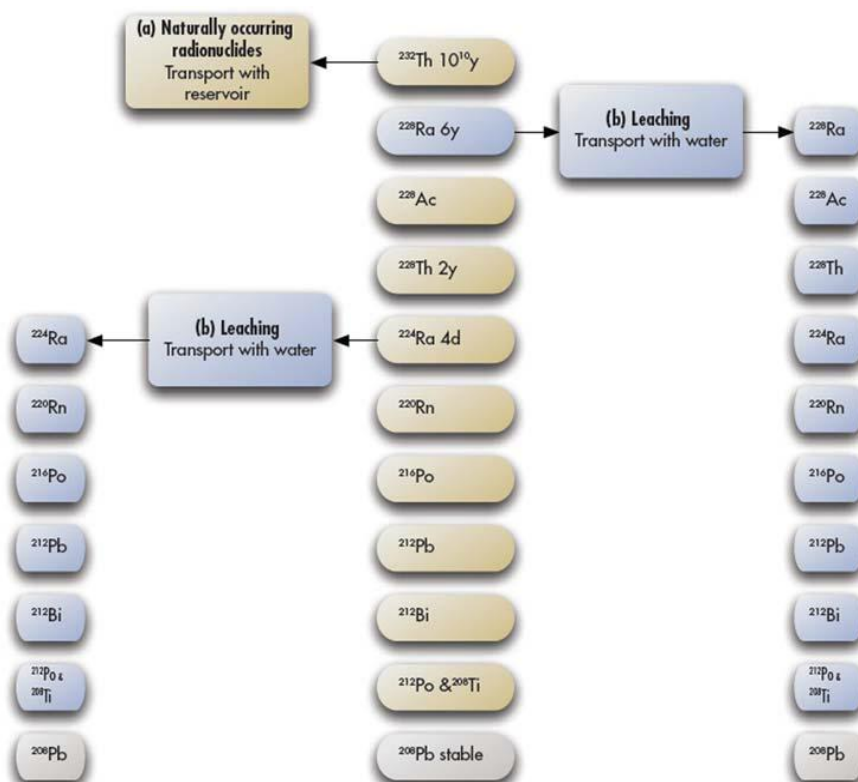 (a) Naturally occurring
radionuclides
Transport with
reservoir
²³²Th 10¹⁰y
²²⁸Ra 6y
(b) Leaching
Transport with water
²²⁸Ra
²²⁸Ac
²²⁸Ac
²²⁸Th 2y
²²⁸Th
²²⁴Ra
(b) Leaching
Transport with water
²²⁴Ra 4d
²²⁴Ra
²²⁰Rn
²²⁰Rn
²²⁰Rn
²¹⁶Po
²¹⁶Po
²¹⁶Po
²¹²Pb
²¹²Pb
²¹²Pb
²¹²Bi
²¹²Bi
²¹²Bi
²¹²Po &
²⁰⁸Ti
²¹²Po &²⁰⁸Ti
²¹²Po &
²⁰⁸Ti
²⁰⁸Pb
²⁰⁸Pb stable
²⁰⁸Pb